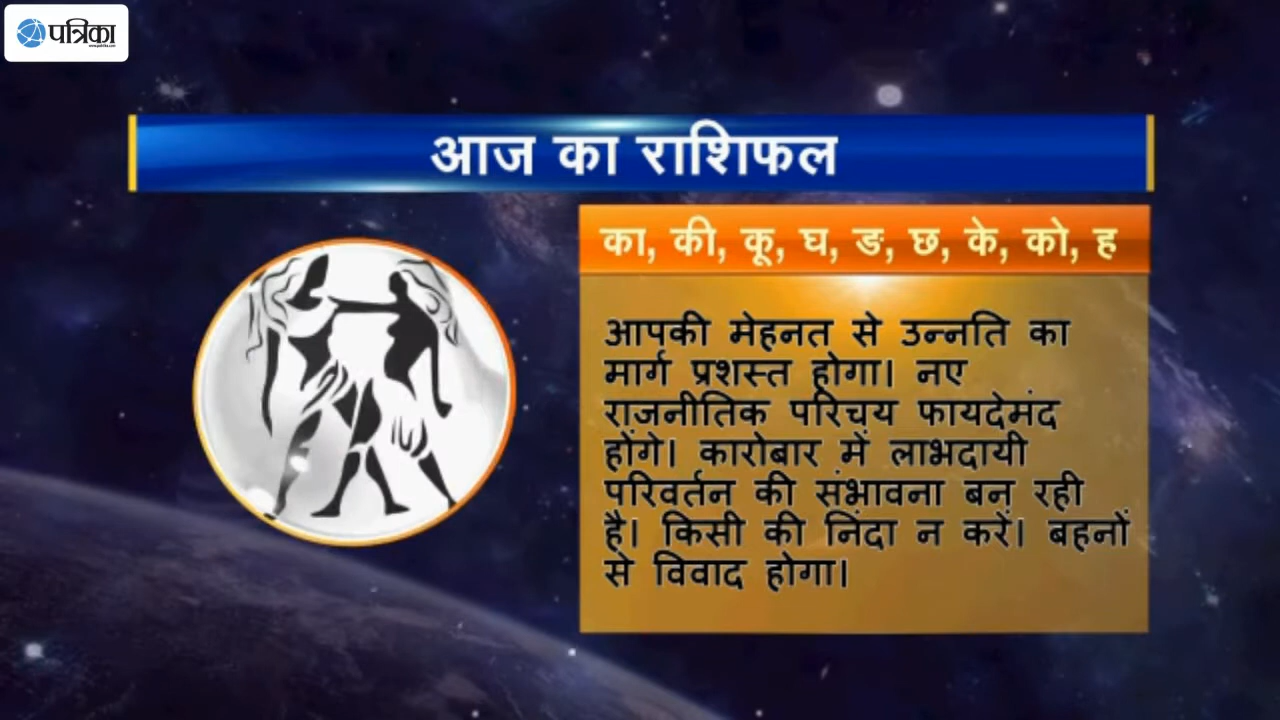 पत्रिका
आज का राशिफल
का, की, कू, घ, ङ, छ, के, को, ह
आपकी मेहनत से उन्नति का
मार्ग प्रशस्त होगा। नए
राजनीतिक परिचय फायदेमंद
होंगे। कारोबार में लाभदायी
परिवर्तन की संभावना बन रही
है। किसी की निंदा न करें। बहनों
से विवाद होगा।